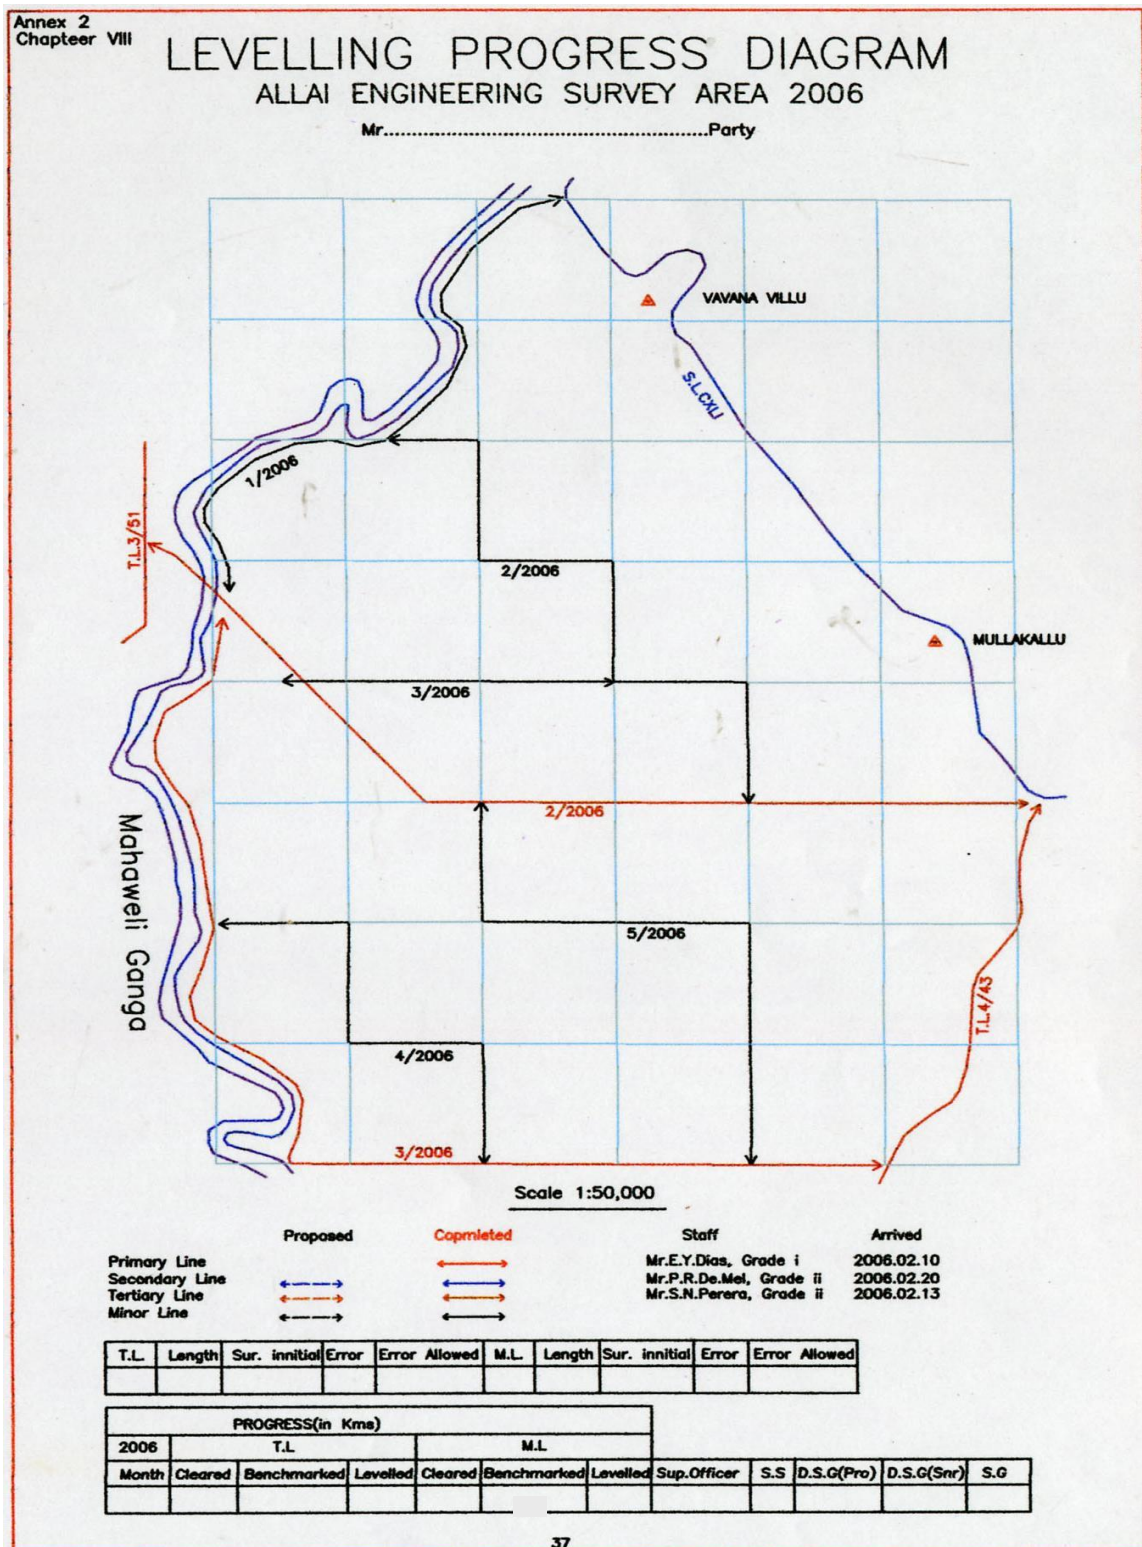 Annex 2
Chapteer VIII
LEVELLING PROGRESS DIAGRAM
ALLAI ENGINEERING SURVEY AREA 2006
Mr.........................................................Party
VAVANA VILLU
S.L.CXLI
1/2006
T.L.3/51
2/2006
MULLAKALLU
3/2006
2/2006
Mahaweli Ganga
5/2006
T.L.4/43
4/2006
3/2006
Scale 1:50,000
Proposed Copmleted Staff Arrived
Primary Line Mr.E.Y.Dias, Grade i 2006.02.10
Secondary Line Mr.P.R.De.Mel, Grade ii 2006.02.20
Tertiary Line Mr.S.N.Perera, Grade ii 2006.02.13
Minor Line
T.L. Length Sur. innitial Error Error Allowed M.L. Length Sur. innitial Error Error Allowed
PROGRESS(in Kms)
2006 T.L M.L
Month Cleared Benchmarked Levelled Cleared Benchmarked Levelled Sup.Officer S.S D.S.G(Pro) D.S.G(Snr) S.G
37